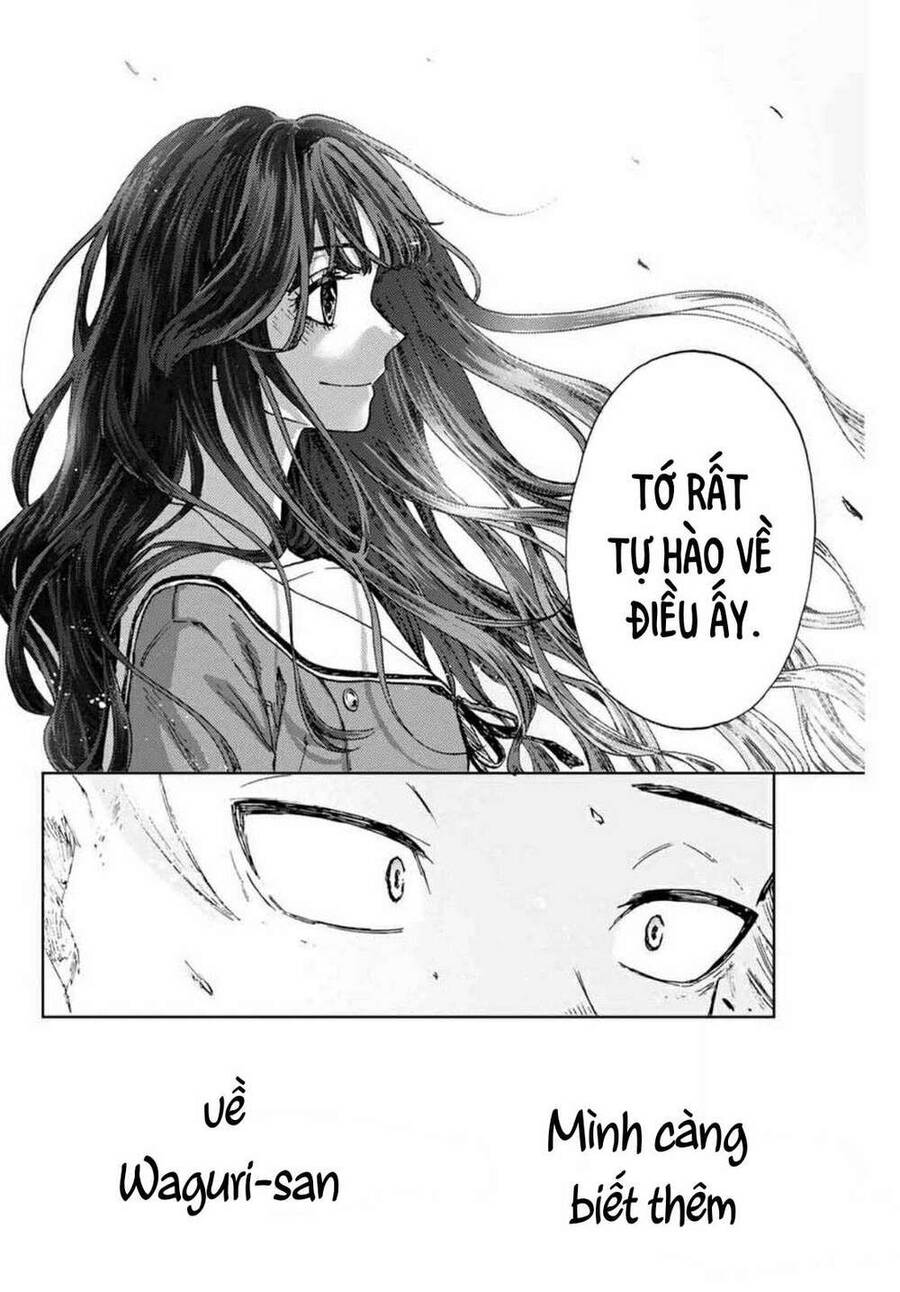 TỚ RẤT
TỰ HÀO VỀ
ĐIỀU ẤY.
Mình càng
biết thêm
về
Waguri-san